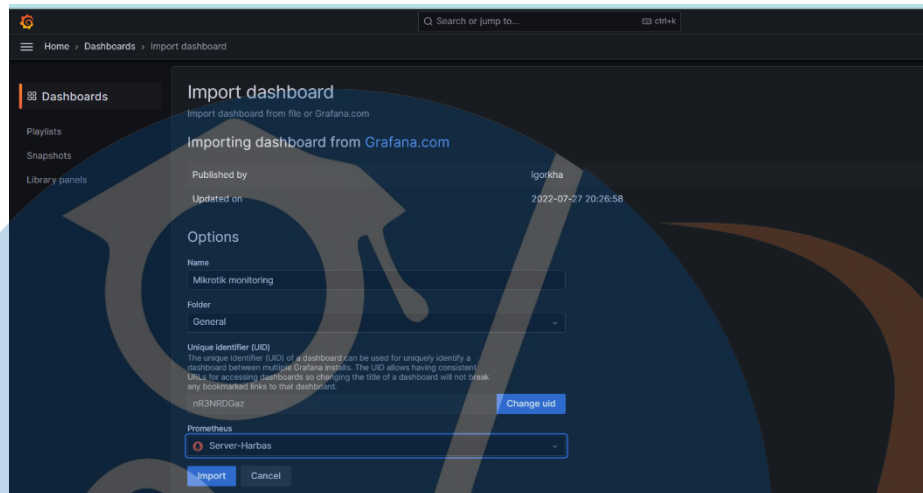 Search or jump to...
ctrl+k
Home › Dashboards › Import dashboard
Dashboards
Playlists
Snapshots
Library panels
Import dashboard
Import dashboard from file or Grafana.com
Importing dashboard from Grafana.com
Published by
igorkha
Updated on
2022-07-27 20:26:58
Options
Name
Mikrotik monitoring
Folder
General
Unique identifier (UID)
The unique identifier (UID) of a dashboard can be used for uniquely identify a
dashboard between multiple Grafana installs. The UID allows having consistent
URLs for accessing dashboards so changing the title of a dashboard will not break
any bookmarked links to that dashboard.
nR3NRDGaz
Change uid
Prometheus
Server-Harbas
Import
Cancel